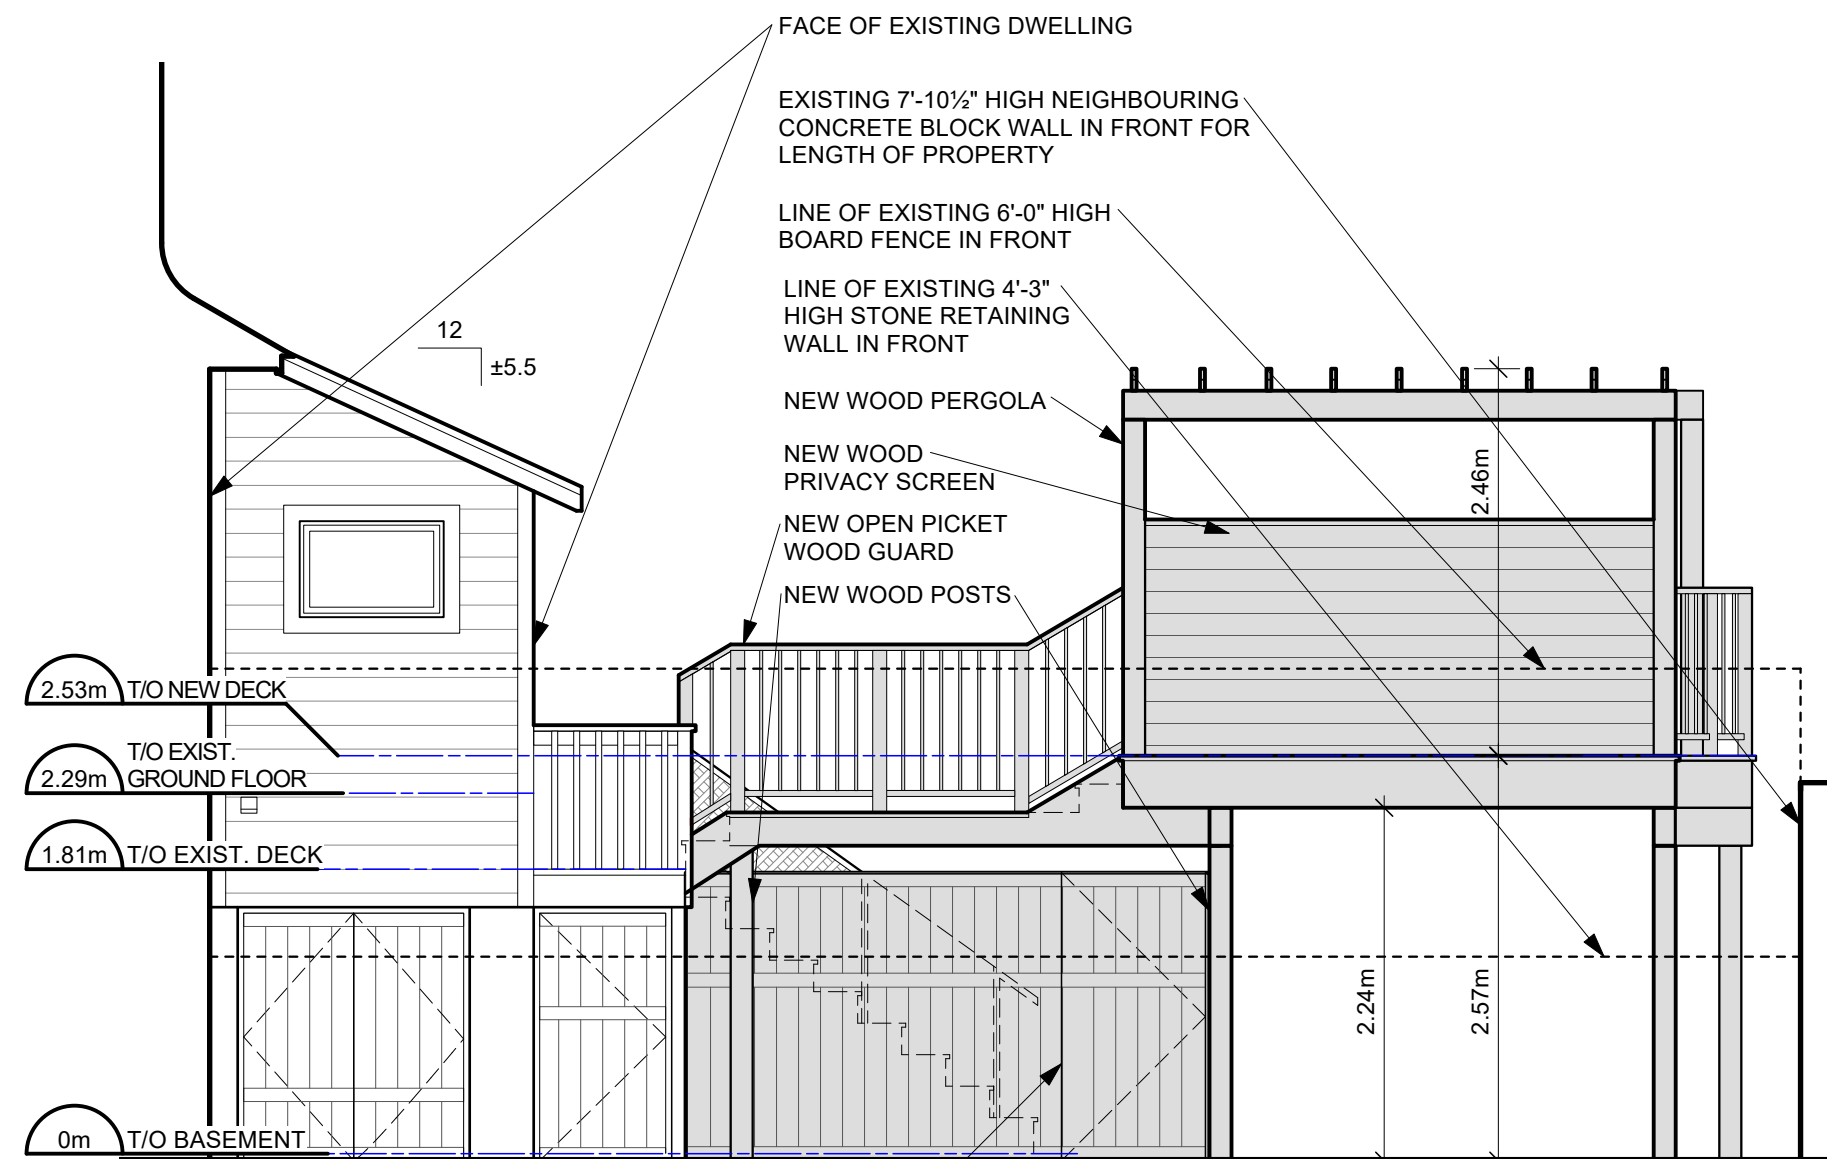 FACE OF EXISTING DWELLING
EXISTING 7'-10½" HIGH NEIGHBOURING
CONCRETE BLOCK WALL IN FRONT FOR
LENGTH OF PROPERTY
LINE OF EXISTING 6'-0" HIGH
BOARD FENCE IN FRONT
LINE OF EXISTING 4'-3"
HIGH STONE RETAINING
WALL IN FRONT
12
±5.5
NEW WOOD PERGOLA
NEW WOOD
PRIVACY SCREEN
NEW OPEN PICKET
WOOD GUARD
NEW WOOD POSTS
2.46m
2.53m T/O NEW DECK
T/O EXIST.
2.29m GROUND FLOOR
1.81m T/O EXIST. DECK
2.24m
2.57m
0m T/O BASEMENT